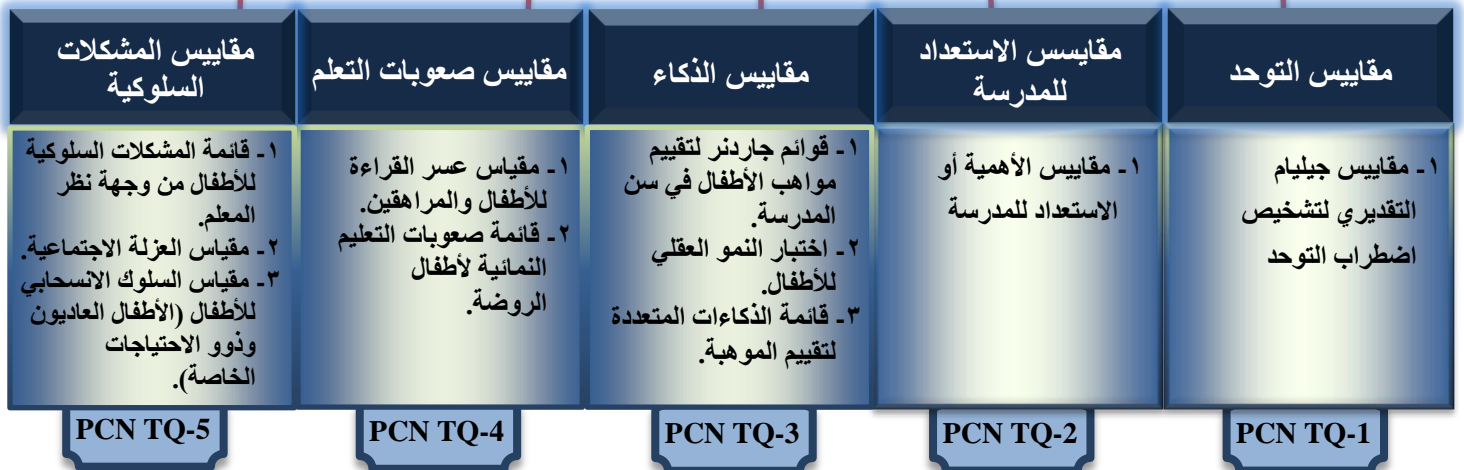 مقاييس التوحد
١- مقاييس جيليام
التقديري لتشخيص
اضطراب التوحد
PCN TQ-1
مقايسس الاستعداد
للمدرسة
١- مقاييس الأهمية أو
الاستعداد للمدرسة
PCN TQ-2
مقاييس الذكاء
١- قوائم جاردنر لتقييم
مواهب الأطفال في سن
المدرسة.
٢- اختبار النمو العقلي
للأطفال.
٣- قائمة الذكاءات المتعددة
لتقييم الموهبة.
PCN TQ-3
مقاييس صعوبات التعلم
١- مقياس عسر القراءة
للأطفال والمراهقين.
٢- قائمة صعوبات التعليم
النمائية لأطفال
الروضة.
PCN TQ-4
مقاييس المشكلات
السلوكية
١- قائمة المشكلات السلوكية
للأطفال من وجهة نظر
المعلم.
٢- مقياس العزلة الاجتماعية.
٣- مقياس السلوك الانسحابي
للأطفال (الأطفال العاديون
وذوو الاحتياجات
الخاصة).
PCN TQ-5